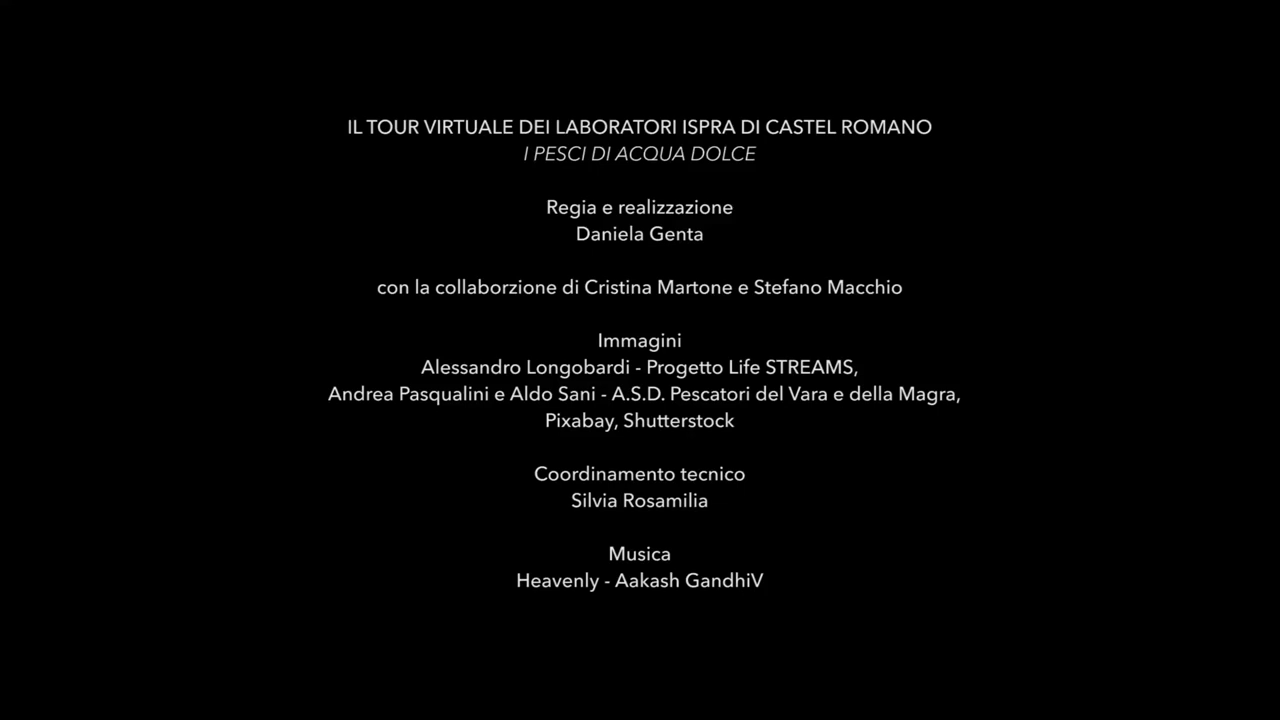 IL TOUR VIRTUALE DEI LABORATORI ISPRA DI CASTEL ROMANO
I PESCI DI ACQUA DOLCE
Regia e realizzazione
Daniela Genta
con la collaborzione di Cristina Martone e Stefano Macchio
Immagini
Alessandro Longobardi - Progetto Life STREAMS,
Andrea Pasqualini e Aldo Sani - A.S.D. Pescatori del Vara e della Magra,
Pixabay, Shutterstock
Coordinamento tecnico
Silvia Rosamilia
Musica
Heavenly - Aakash GandhiV